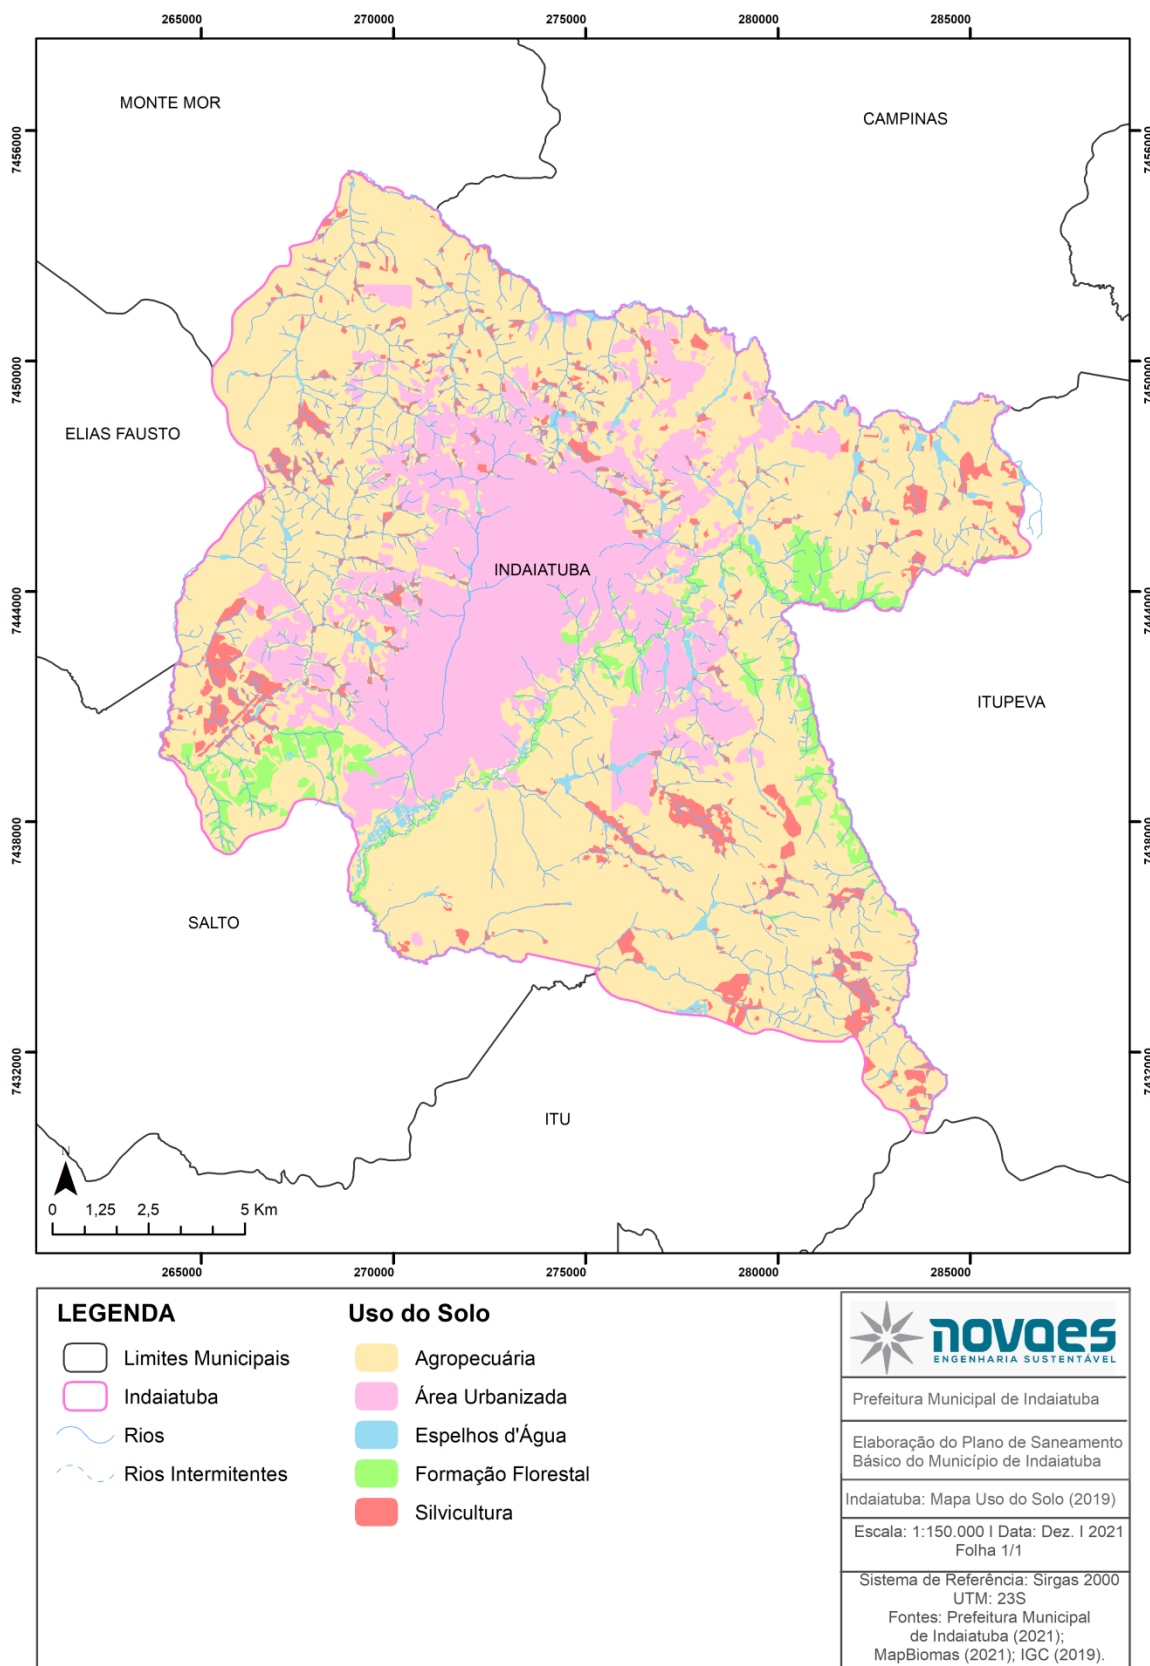 265000
270000
275000
280000
285000
MONTE MOR
CAMPINAS
7456000
7456000
7450000
7450000
ELIAS FAUSTO
INDAIATUBA
7444000
7444000
ITUPEVA
7438000
7438000
SALTO
7432000
7432000
ITU
N
0 1,25 2,5 5 Km
265000
270000
275000
280000
285000
LEGENDA
Limites Municipais
Indaiatuba
Rios
Rios Intermitentes
Uso do Solo
Agropecuária
Área Urbanizada
Espelhos d'Água
Formação Florestal
Silvicultura
novaes
ENGENHARIA SUSTENTÁVEL
Prefeitura Municipal de Indaiatuba
Elaboração do Plano de Saneamento
Básico do Município de Indaiatuba
Indaiatuba: Mapa Uso do Solo (2019)
Escala: 1:150.000 I Data: Dez. I 2021
Folha 1/1
Sistema de Referência: Sirgas 2000
UTM: 23S
Fontes: Prefeitura Municipal
de Indaiatuba (2021);
MapBiomas (2021); IGC (2019).